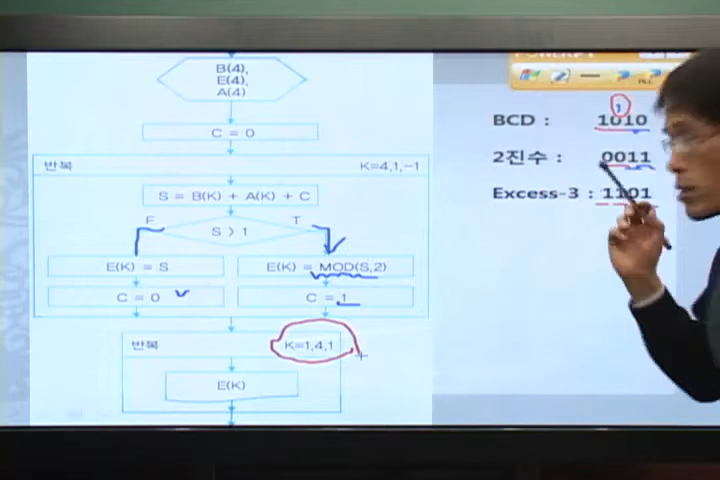 B(4),
E(4),
A(4)
C = 0
반복
K=4,1,-1
S = B(K) + A(K) + C
F
T
S > 1
E(K) = S
E(K) = MOD(S,2)
C = 0
C = 1
반복
K=1,4,1
E(K)
1
BCD : 1010
2진수 : 0011
Excess-3 : 1101